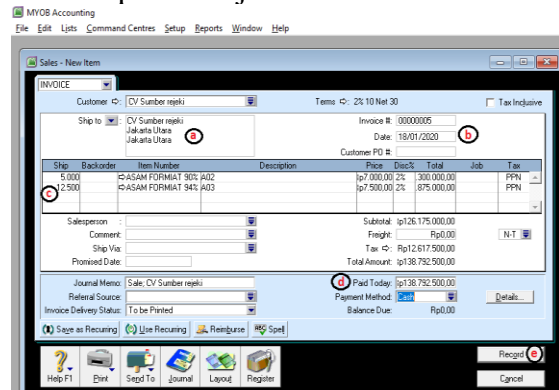 MYOB Accounting
File Edit Lists Command Centres Setup Reports Window Help
Sales - New Item
INVOICE
Customer ⇨: CV Sumber rejeki Terms ⇨: 2% 10 Net 30 Tax Inclusive
Ship to : CV Sumber rejeki Invoice #: 00000005
Jakarta Utara a Date: 18/01/2020 b
Jakarta Utara Customer PO #:
Ship Backorder Item Number Description Price Disc% Total Job Tax
5.000 ⇨ASAM FORMIAT 90% A02 lp7.000,00 2% .300.000,00 PPN
c 12.500 ⇨ASAM FORMIAT 94% A03 lp7.500,00 2% .875.000,00 PPN
Salesperson : Subtotal: lp126.175.000,00
Comment: Freight: Rp0,00 N-T
Ship Via: Tax ⇨: Rp12.617.500,00
Promised Date: Total Amount: lp138.792.500,00
Journal Memo: Sale; CV Sumber rejeki d Paid Today: lp138.792.500,00
Referral Source: Payment Method: Cash Details...
Invoice Delivery Status: To be Printed Balance Due: Rp0,00
Save as Recurring Use Recurring Reimburse ABC Spell
Record e
Help F1 Print Send To Journal Layout Register Cancel